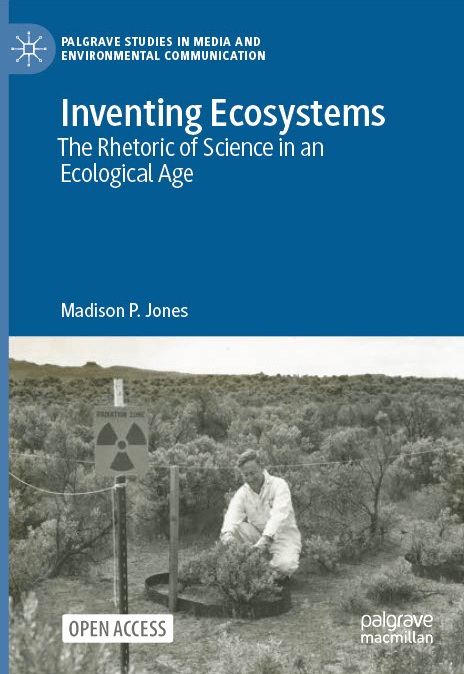 PALGRAVE STUDIES IN MEDIA AND
ENVIRONMENTAL COMMUNICATION
Inventing Ecosystems
The Rhetoric of Science in an
Ecological Age
Madison P. Jones
RADIATION ZONE
OPEN ACCESS
palgrave
macmillan